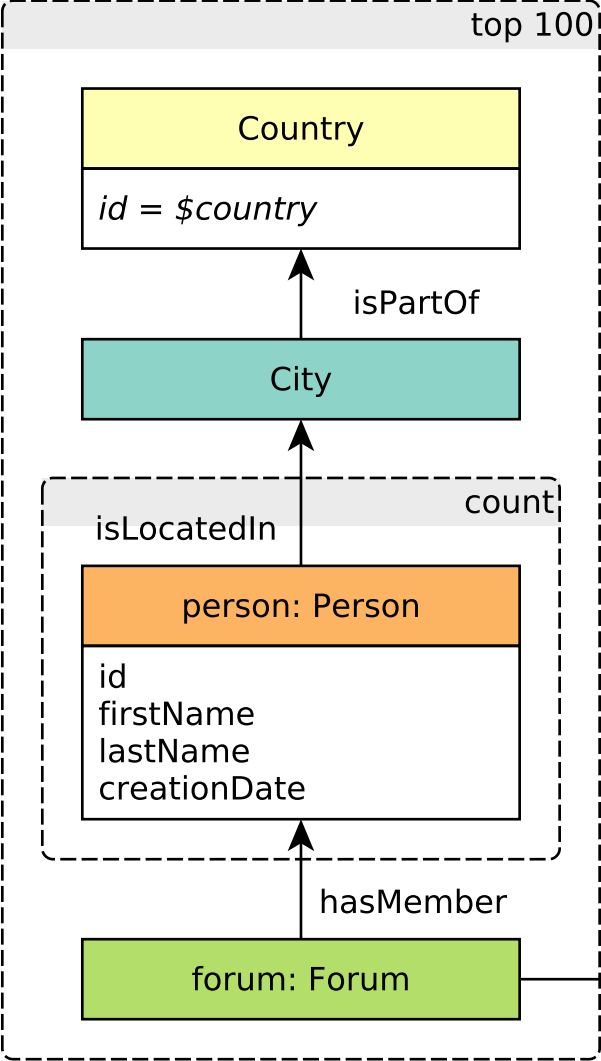 top 100
Country
id = $country
isPartOf
City
count
isLocatedIn
person: Person
id
firstName
lastName
creationDate
hasMember
forum: Forum